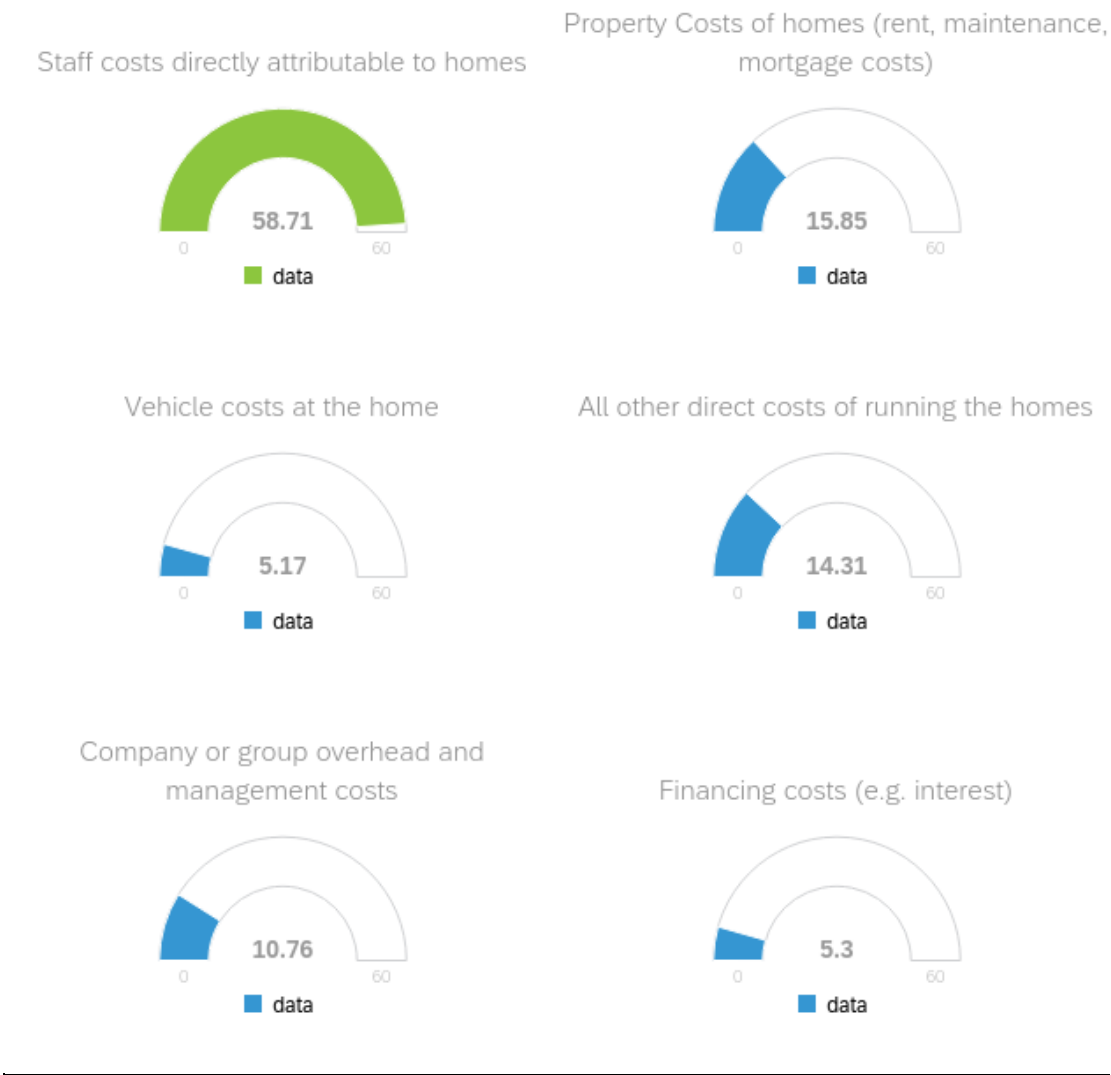 Staff costs directly attributable to homes
58.71
0
60
data
Property Costs of homes (rent, maintenance,
mortgage costs)
15.85
0
60
data
Vehicle costs at the home
5.17
0
60
data
All other direct costs of running the homes
14.31
0
60
data
Company or group overhead and
management costs
10.76
0
60
data
Financing costs (e.g. interest)
5.3
0
60
data